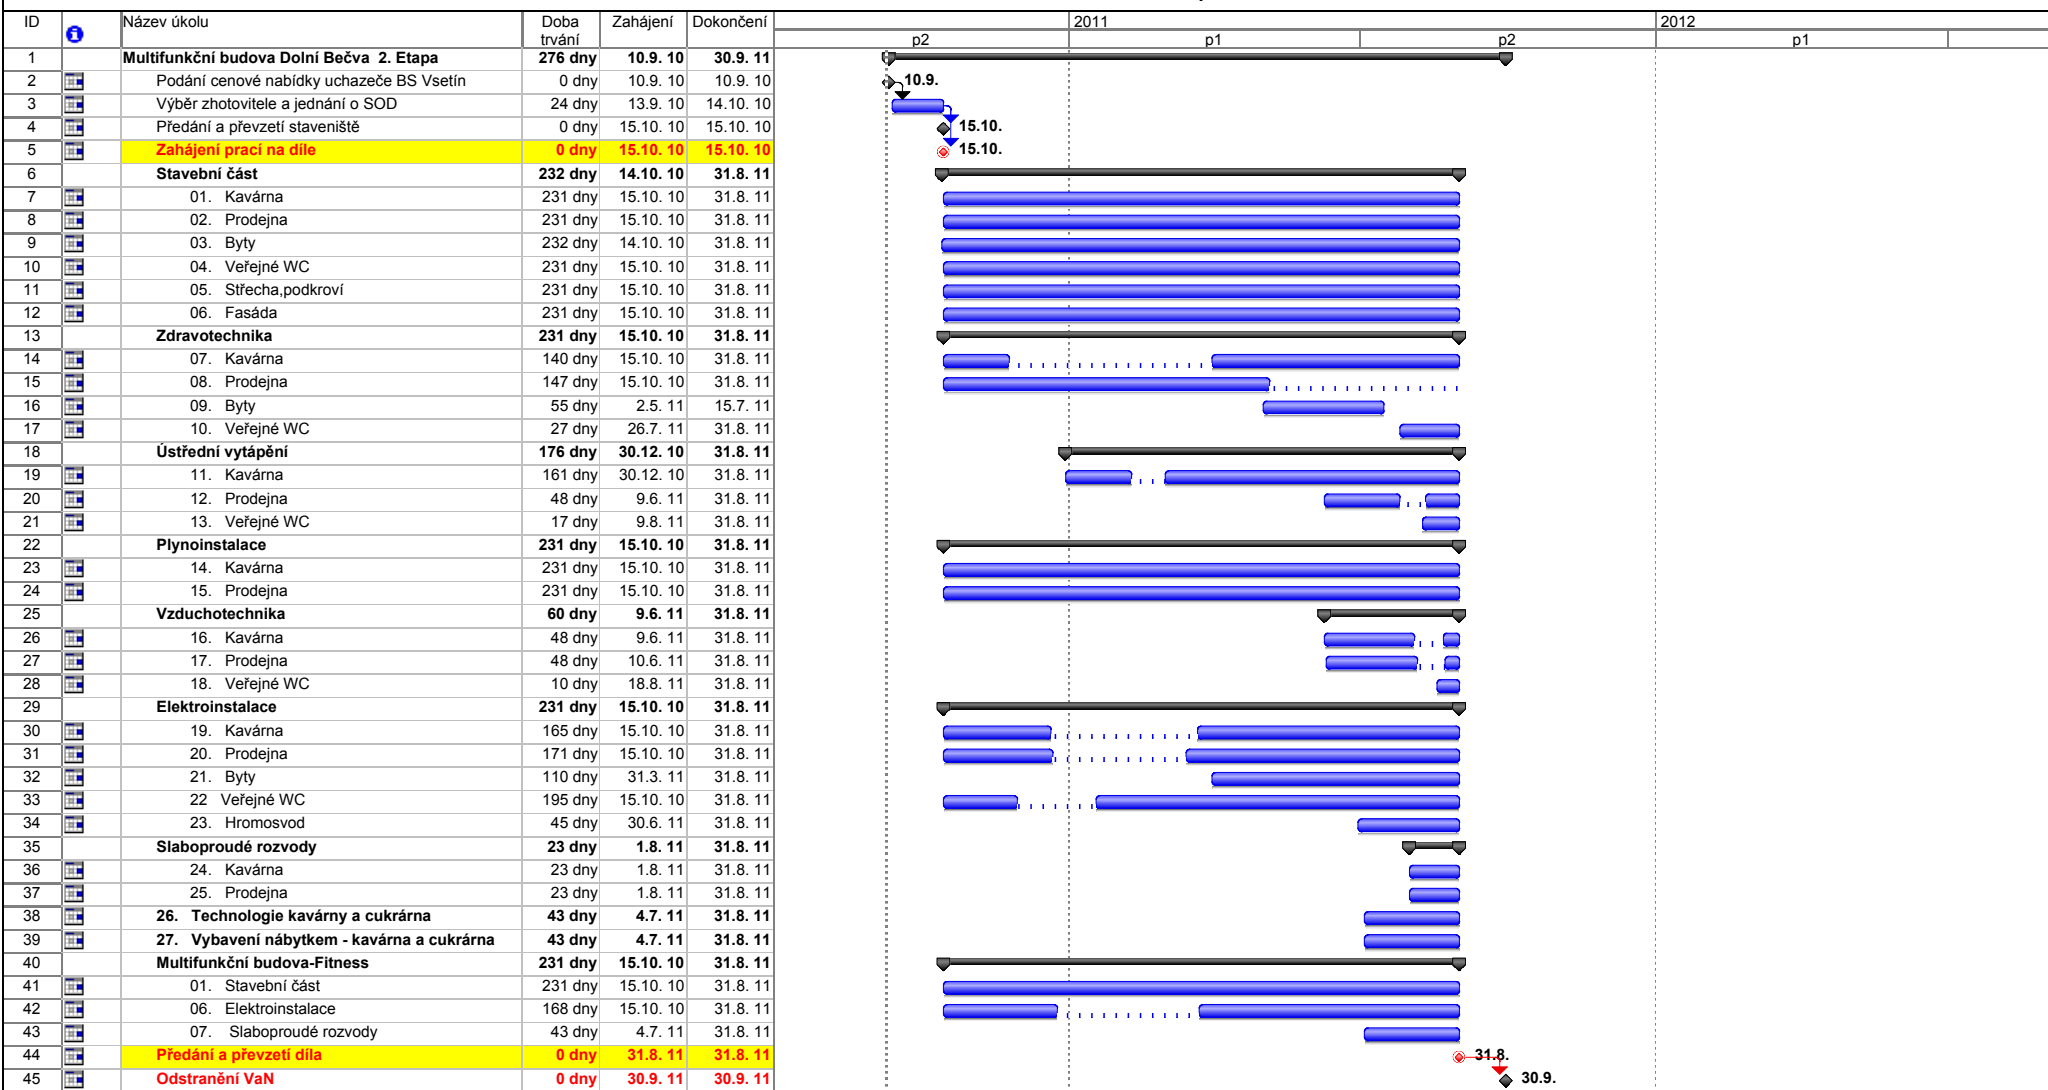 ID Název úkolu Doba trvání Zahájení Dokončení 2011 2012
p2 p1 p2 p1
1 Multifunkční budova Dolní Bečva 2. Etapa 276 dny 10.9. 10 30.9. 11
2 Podání cenové nabídky uchazeče BS Vsetín 0 dny 10.9. 10 10.9. 10 10.9.
3 Výběr zhotovitele a jednání o SOD 24 dny 13.9. 10 14.10. 10
4 Předání a převzetí staveniště 0 dny 15.10. 10 15.10. 10 15.10.
5 Zahájení prací na díle 0 dny 15.10. 10 15.10. 10 15.10.
6 Stavební část 232 dny 14.10. 10 31.8. 11
7 01. Kavárna 231 dny 15.10. 10 31.8. 11
8 02. Prodejna 231 dny 15.10. 10 31.8. 11
9 03. Byty 232 dny 14.10. 10 31.8. 11
10 04. Veřejné WC 231 dny 15.10. 10 31.8. 11
11 05. Střecha,podkroví 231 dny 15.10. 10 31.8. 11
12 06. Fasáda 231 dny 15.10. 10 31.8. 11
13 Zdravotechnika 231 dny 15.10. 10 31.8. 11
14 07. Kavárna 140 dny 15.10. 10 31.8. 11
15 08. Prodejna 147 dny 15.10. 10 31.8. 11
16 09. Byty 55 dny 2.5. 11 15.7. 11
17 10. Veřejné WC 27 dny 26.7. 11 31.8. 11
18 Ústřední vytápění 176 dny 30.12. 10 31.8. 11
19 11. Kavárna 161 dny 30.12. 10 31.8. 11
20 12. Prodejna 48 dny 9.6. 11 31.8. 11
21 13. Veřejné WC 17 dny 9.8. 11 31.8. 11
22 Plynoinstalace 231 dny 15.10. 10 31.8. 11
23 14. Kavárna 231 dny 15.10. 10 31.8. 11
24 15. Prodejna 231 dny 15.10. 10 31.8. 11
25 Vzduchotechnika 60 dny 9.6. 11 31.8. 11
26 16. Kavárna 48 dny 9.6. 11 31.8. 11
27 17. Prodejna 48 dny 10.6. 11 31.8. 11
28 18. Veřejné WC 10 dny 18.8. 11 31.8. 11
29 Elektroinstalace 231 dny 15.10. 10 31.8. 11
30 19. Kavárna 165 dny 15.10. 10 31.8. 11
31 20. Prodejna 171 dny 15.10. 10 31.8. 11
32 21. Byty 110 dny 31.3. 11 31.8. 11
33 22 Veřejné WC 195 dny 15.10. 10 31.8. 11
34 23. Hromosvod 45 dny 30.6. 11 31.8. 11
35 Slaboproudé rozvody 23 dny 1.8. 11 31.8. 11
36 24. Kavárna 23 dny 1.8. 11 31.8. 11
37 25. Prodejna 23 dny 1.8. 11 31.8. 11
38 26. Technologie kavárny a cukrárna 43 dny 4.7. 11 31.8. 11
39 27. Vybavení nábytkem - kavárna a cukrárna 43 dny 4.7. 11 31.8. 11
40 Multifunkční budova-Fitness 231 dny 15.10. 10 31.8. 11
41 01. Stavební část 231 dny 15.10. 10 31.8. 11
42 06. Elektroinstalace 168 dny 15.10. 10 31.8. 11
43 07. Slaboproudé rozvody 43 dny 4.7. 11 31.8. 11
44 Předání a převzetí díla 0 dny 31.8. 11 31.8. 11 31.8.
45 Odstranění VaN 0 dny 30.9. 11 30.9. 11 30.9.